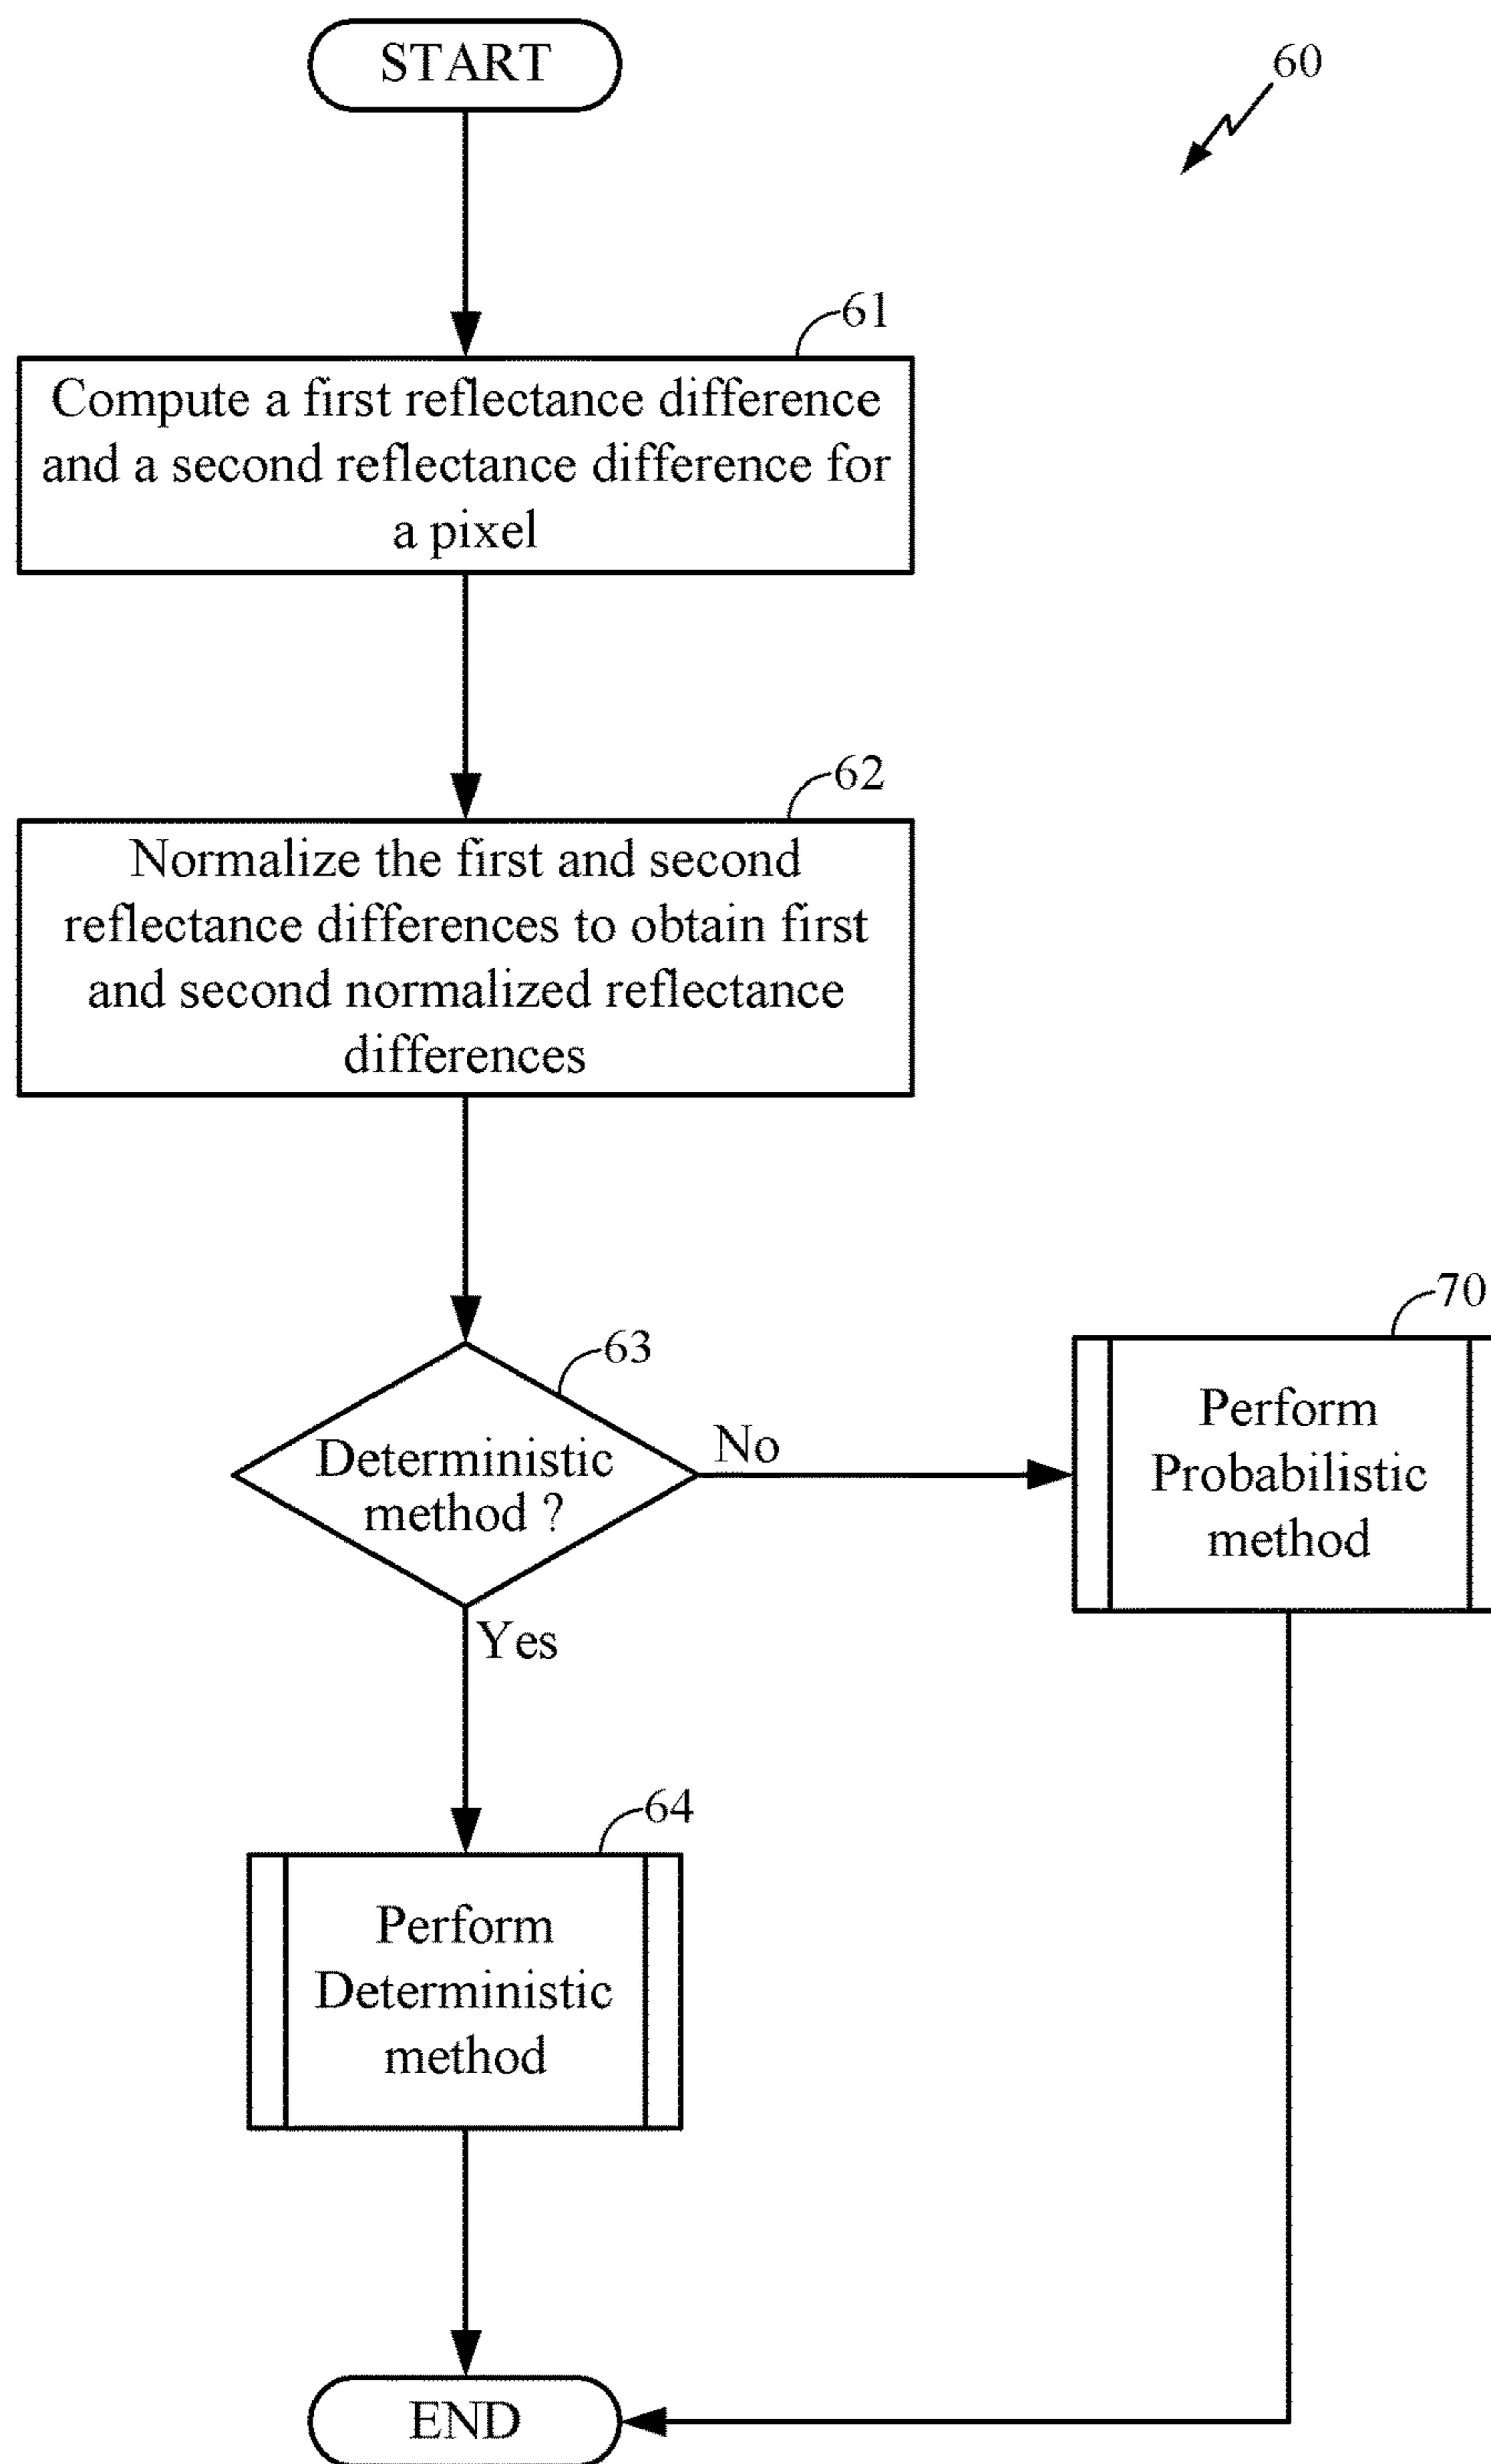 START
60
61
Compute a first reflectance difference
and a second reflectance difference for
a pixel
62
Normalize the first and second
reflectance differences to obtain first
and second normalized reflectance
differences
63
Deterministic
method ?
No
70
Perform
Probabilistic
method
Yes
64
Perform
Deterministic
method
END